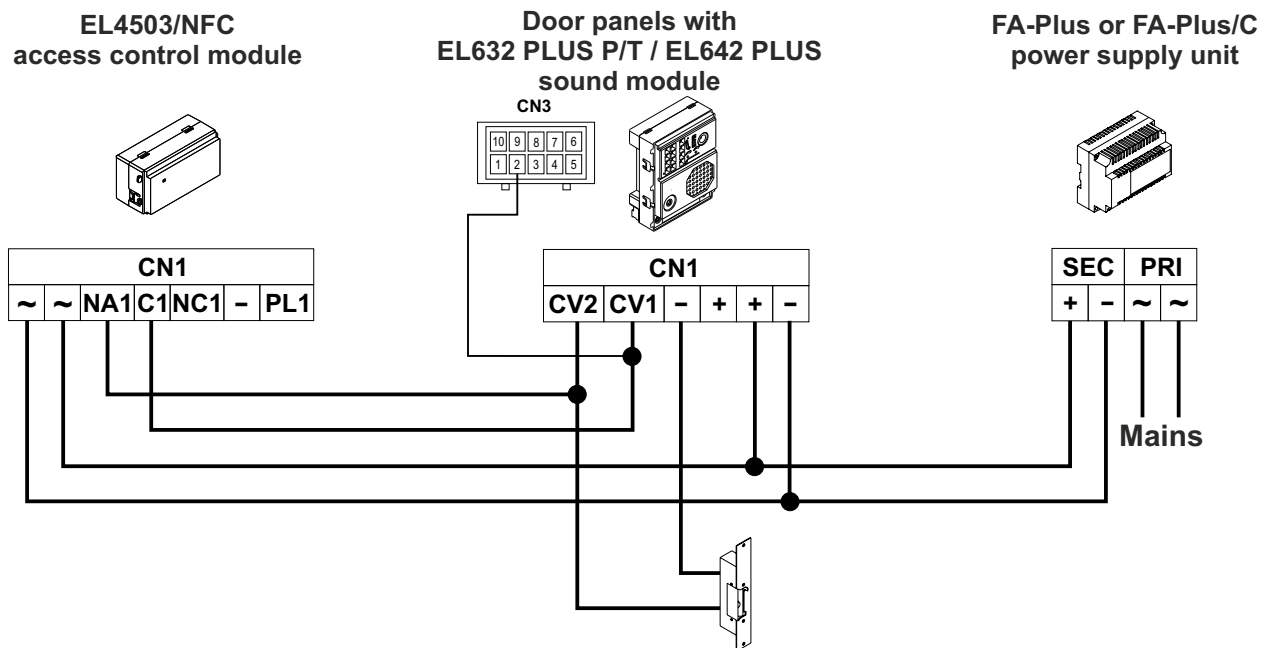 EL4503/NFC
access control module
Door panels with
EL632 PLUS P/T / EL642 PLUS
sound module
FA-Plus or FA-Plus/C
power supply unit
CN3
10 9 8 7 6
1 2 3 4 5
CN1
~ ~ NA1 C1 NC1 – PL1
CN1
CV2 CV1 – + + –
SEC PRI
+ – ~ ~
Mains